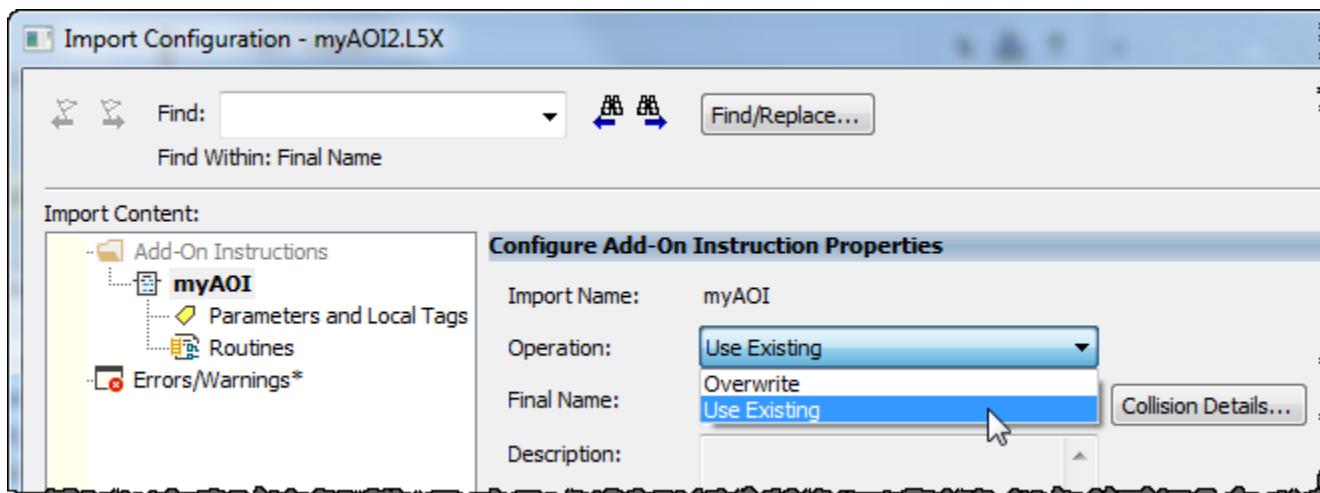 Import Configuration - myAOI2.L5X
Find:
Find/Replace...
Find Within: Final Name
Import Content:
Add-On Instructions
myAOI
Parameters and Local Tags
Routines
Errors/Warnings*
Configure Add-On Instruction Properties
Import Name: myAOI
Operation: Use Existing
Overwrite
Use Existing
Final Name:
Collision Details...
Description: